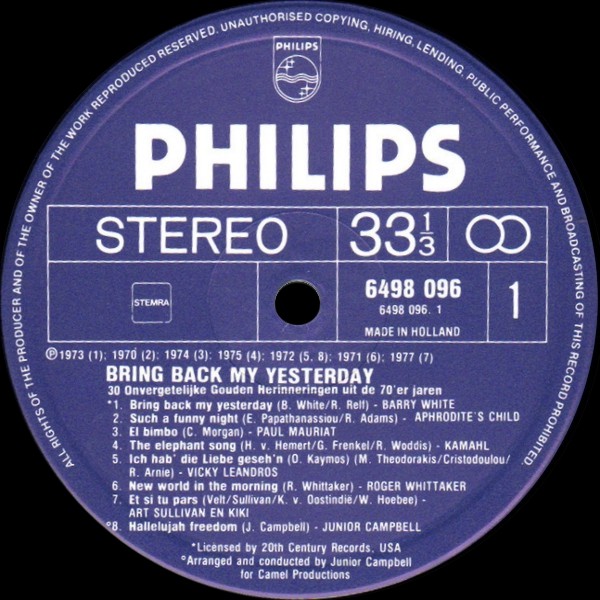 ALL RIGHTS OF THE PRODUCER AND OF THE OWNER OF THE WORK REPRODUCED RESERVED. UNAUTHORISED COPYING, HIRING, LENDING, PUBLIC PERFORMANCE AND BROADCASTING OF THIS RECORD PROHIBITED
PHILIPS
PHILIPS
STEREO 33 1/3
STEMRA
6498 096
6498 096. 1
MADE IN HOLLAND
1
Ⓟ1973 (1); 1970 (2); 1974 (3); 1975 (4); 1972 (5. 8); 1971 (6); 1977 (7)
BRING BACK MY YESTERDAY
30 Onvergetelijke Gouden Herinneringen uit de 70'er jaren
*1. Bring back my yesterday (B. White/R. Relf) - BARRY WHITE
2. Such a funny night (E. Papathanassiou/R. Adams) - APHRODITE'S CHILD
3. El bimbo (C. Morgan) - PAUL MAURIAT
4. The elephant song (H. v. Hemert/G. Frenkel/R. Woddis) - KAMAHL
5. Ich hab' die Liebe geseh'n (O. Kaymos) (M. Theodorakis/Cristodoulou/
R. Arnie) - VICKY LEANDROS
6. New world in the morning (R. Whittaker) - ROGER WHITTAKER
7. Et si tu pars (Velt/Sullivan/K. v. Oostindië/W. Hoebee) -
ART SULLIVAN EN KIKI
°8. Hallelujah freedom (J. Campbell) - JUNIOR CAMPBELL
*Licensed by 20th Century Records, USA
°Arranged and conducted by Junior Campbell
for Camel Productions